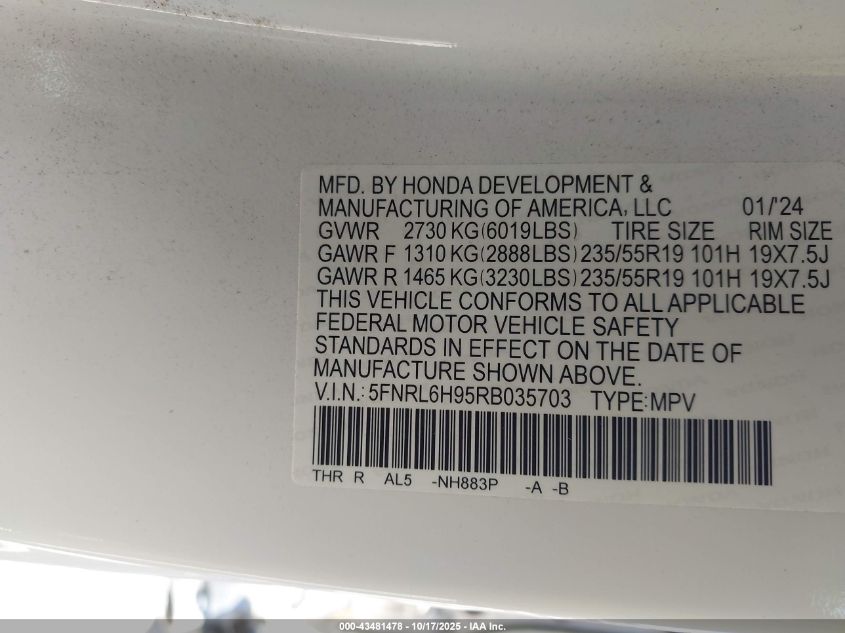 MFD. BY HONDA DEVELOPMENT &
MANUFACTURING OF AMERICA, LLC 01/'24
GVWR 2730 KG(6019LBS) TIRE SIZE RIM SIZE
GAWR F 1310 KG(2888LBS) 235/55R19 101H 19X7.5J
GAWR R 1465 KG(3230LBS) 235/55R19 101H 19X7.5J
THIS VEHICLE CONFORMS TO ALL APPLICABLE
FEDERAL MOTOR VEHICLE SAFETY
STANDARDS IN EFFECT ON THE DATE OF
MANUFACTURE SHOWN ABOVE.
V.I.N.: 5FNRL6H95RB035703 TYPE:MPV
THR R AL5 -NH883P -A -B
000-43481478 - 10/17/2025 - IAA Inc.